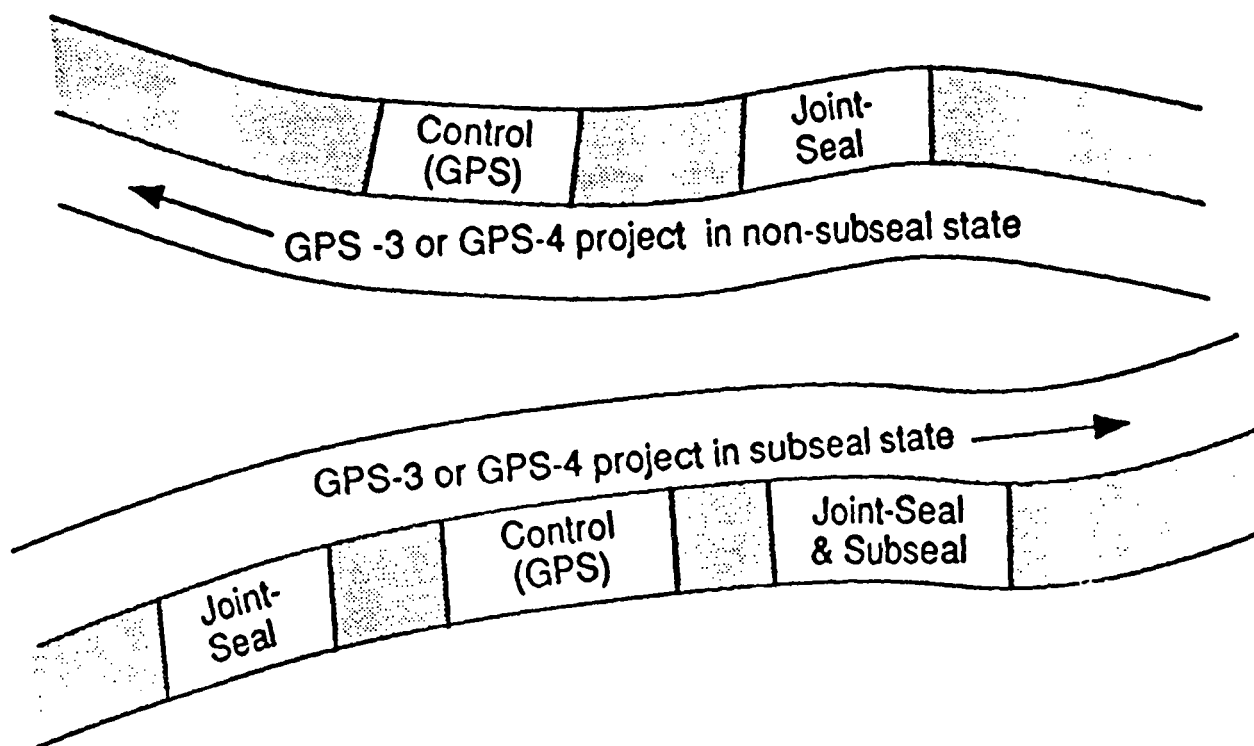 Control
(GPS)
Joint-
Seal
GPS -3 or GPS-4 project in non-subseal state
GPS-3 or GPS-4 project in subseal state
Joint-
Seal
Control
(GPS)
Joint-Seal
& Subseal